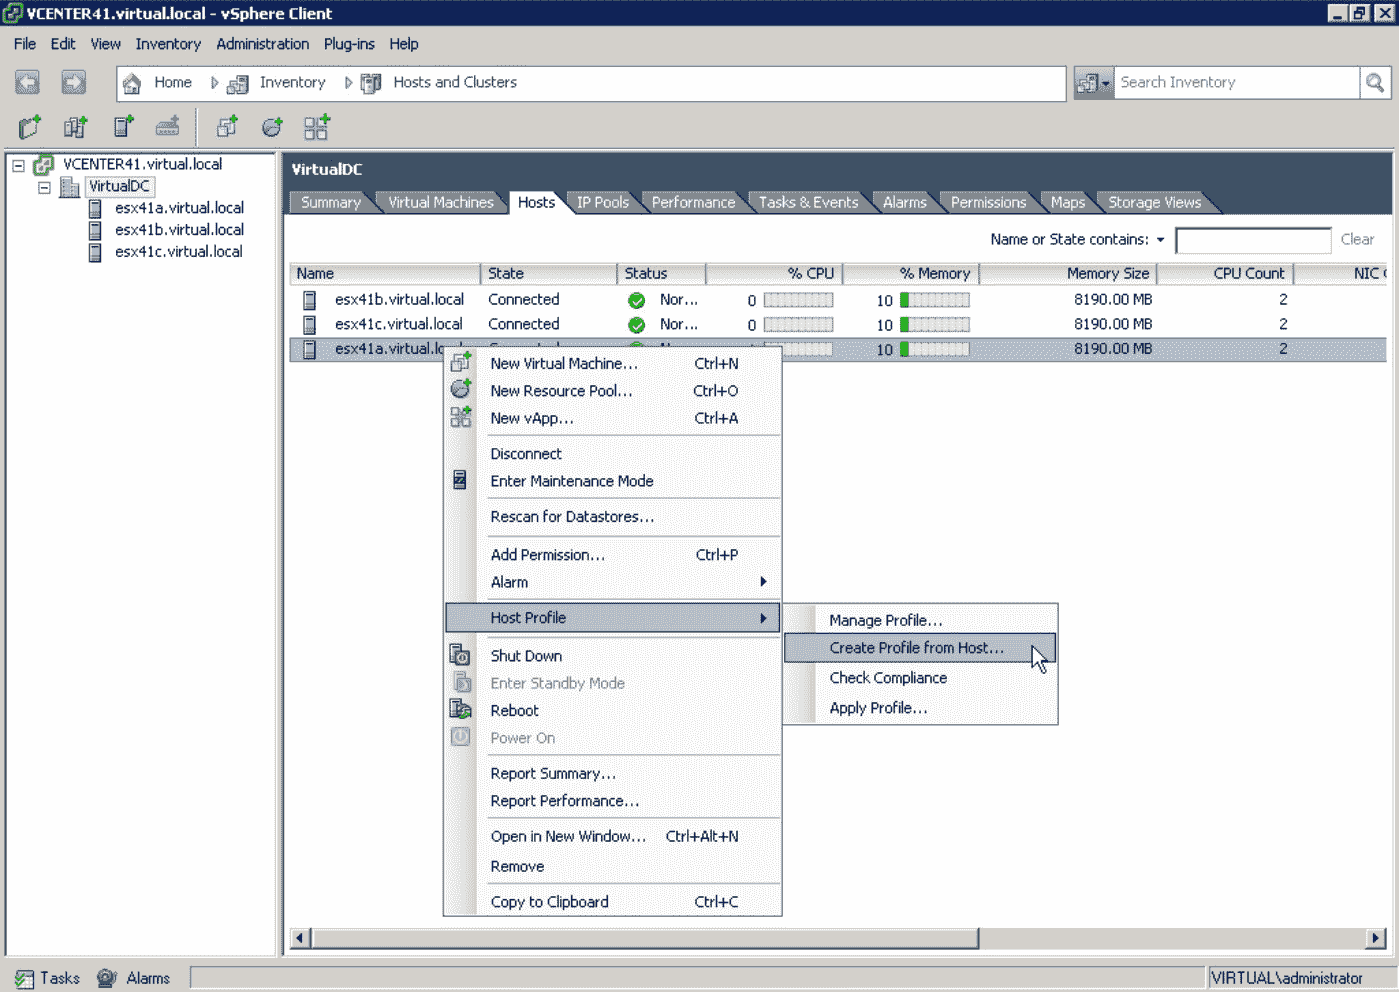 VCENTER41.virtual.local - vSphere Client
File Edit View Inventory Administration Plug-ins Help
Home Inventory Hosts and Clusters Search Inventory
VCENTER41.virtual.local
VirtualDC
esx41a.virtual.local
esx41b.virtual.local
esx41c.virtual.local
VirtualDC
Summary Virtual Machines Hosts IP Pools Performance Tasks & Events Alarms Permissions Maps Storage Views
Name or State contains: Clear
Name State Status % CPU % Memory Memory Size CPU Count NIC
esx41b.virtual.local Connected Nor... 0 10 8190.00 MB 2
esx41c.virtual.local Connected Nor... 0 10 8190.00 MB 2
esx41a.virtual.lo 10 8190.00 MB 2
New Virtual Machine... Ctrl+N
New Resource Pool... Ctrl+O
New vApp... Ctrl+A
Disconnect
Enter Maintenance Mode
Rescan for Datastores...
Add Permission... Ctrl+P
Alarm
Host Profile
Shut Down
Enter Standby Mode
Reboot
Power On
Report Summary...
Report Performance...
Open in New Window... Ctrl+Alt+N
Remove
Copy to Clipboard Ctrl+C
Manage Profile...
Create Profile from Host...
Check Compliance
Apply Profile...
Tasks Alarms VIRTUAL\administrator